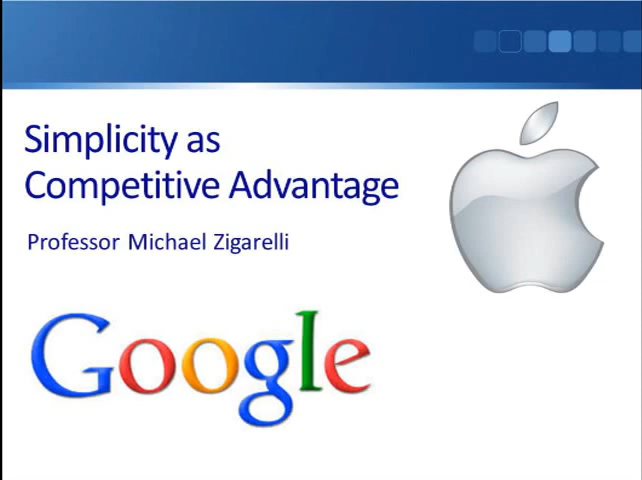 Simplicity as
Competitive Advantage
Professor Michael Zigarelli
Google